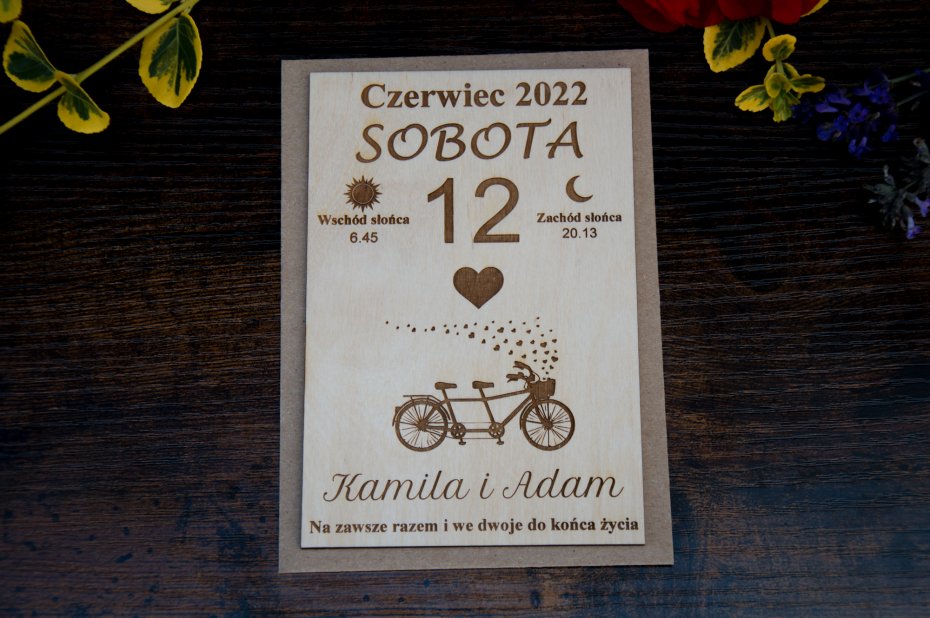 Czerwiec 2022
SOBOTA
12
Wschód słońca
6.45
Zachód słońca
20.13
Kamila i Adam
Na zawsze razem i we dwoje do końca życia